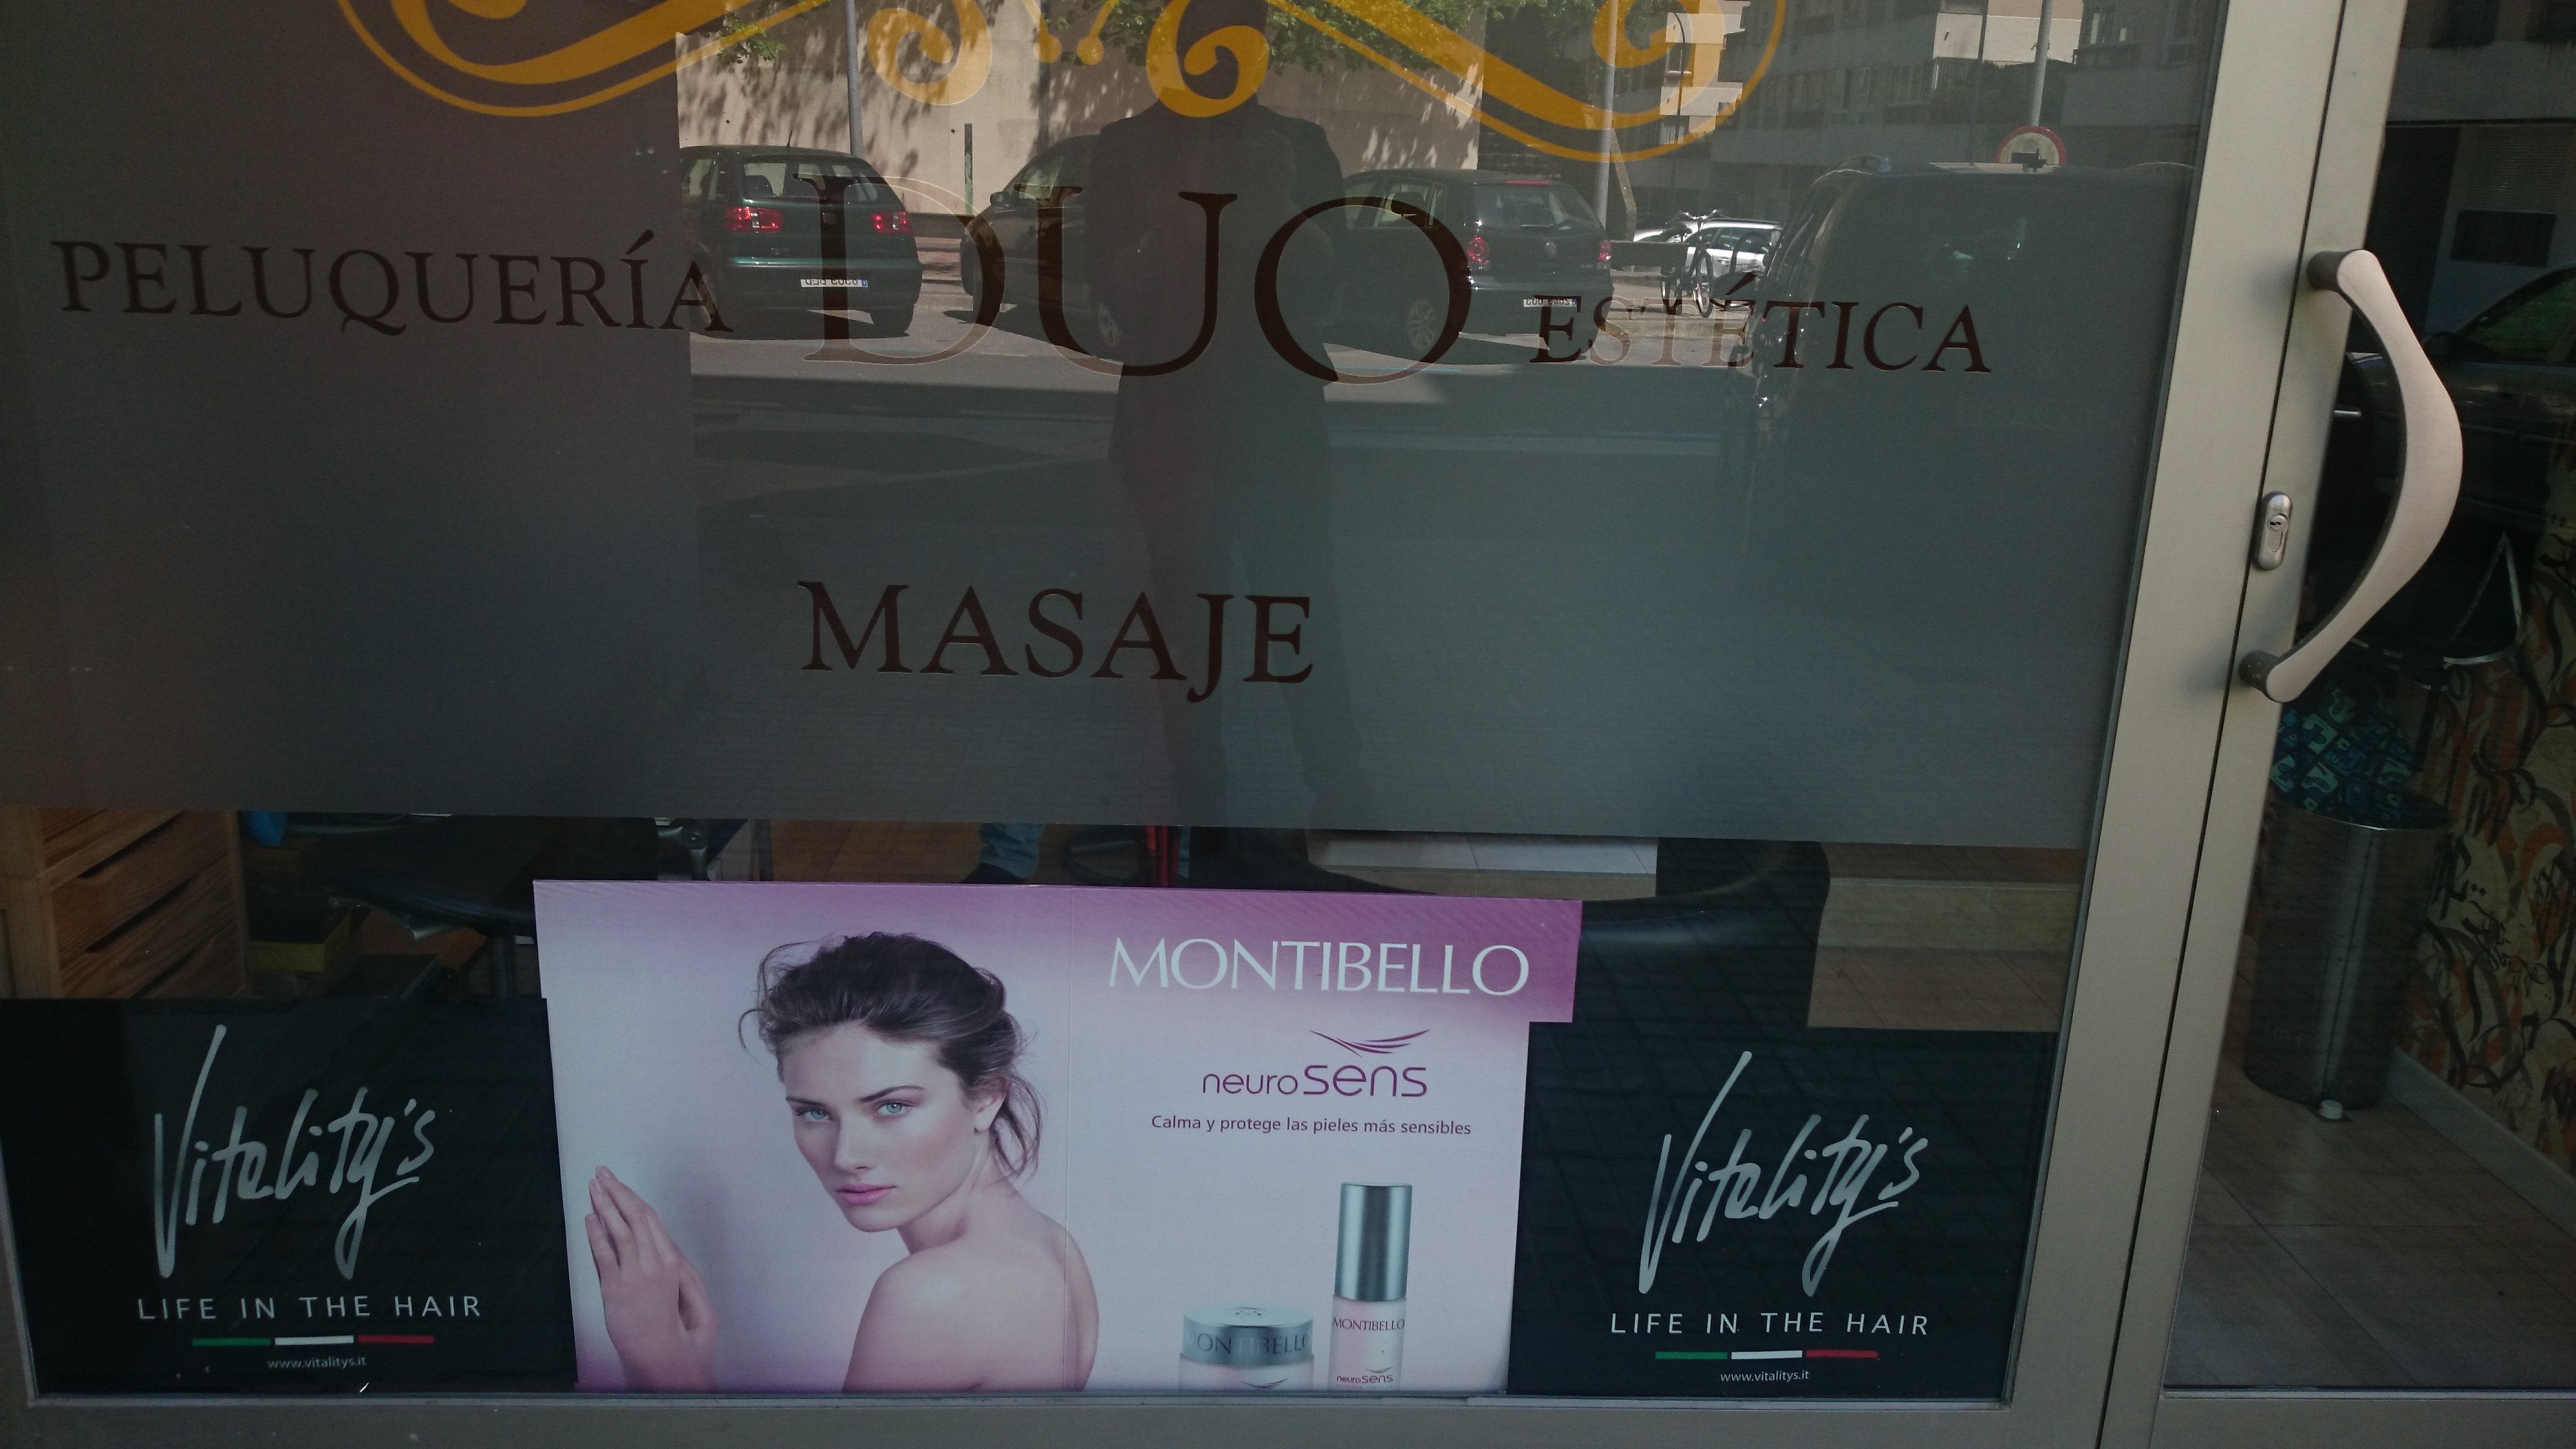 PELUQUERÍA DUO ESTÉTICA
MASAJE
MONTIBELLO
neurosens
Calma y protege las pieles más sensibles
MONTIBELLO
MONTIBELLO
neurosens
Vitality's
LIFE IN THE HAIR
www.vitalitys.it
Vitality's
LIFE IN THE HAIR
www.vitalitys.it